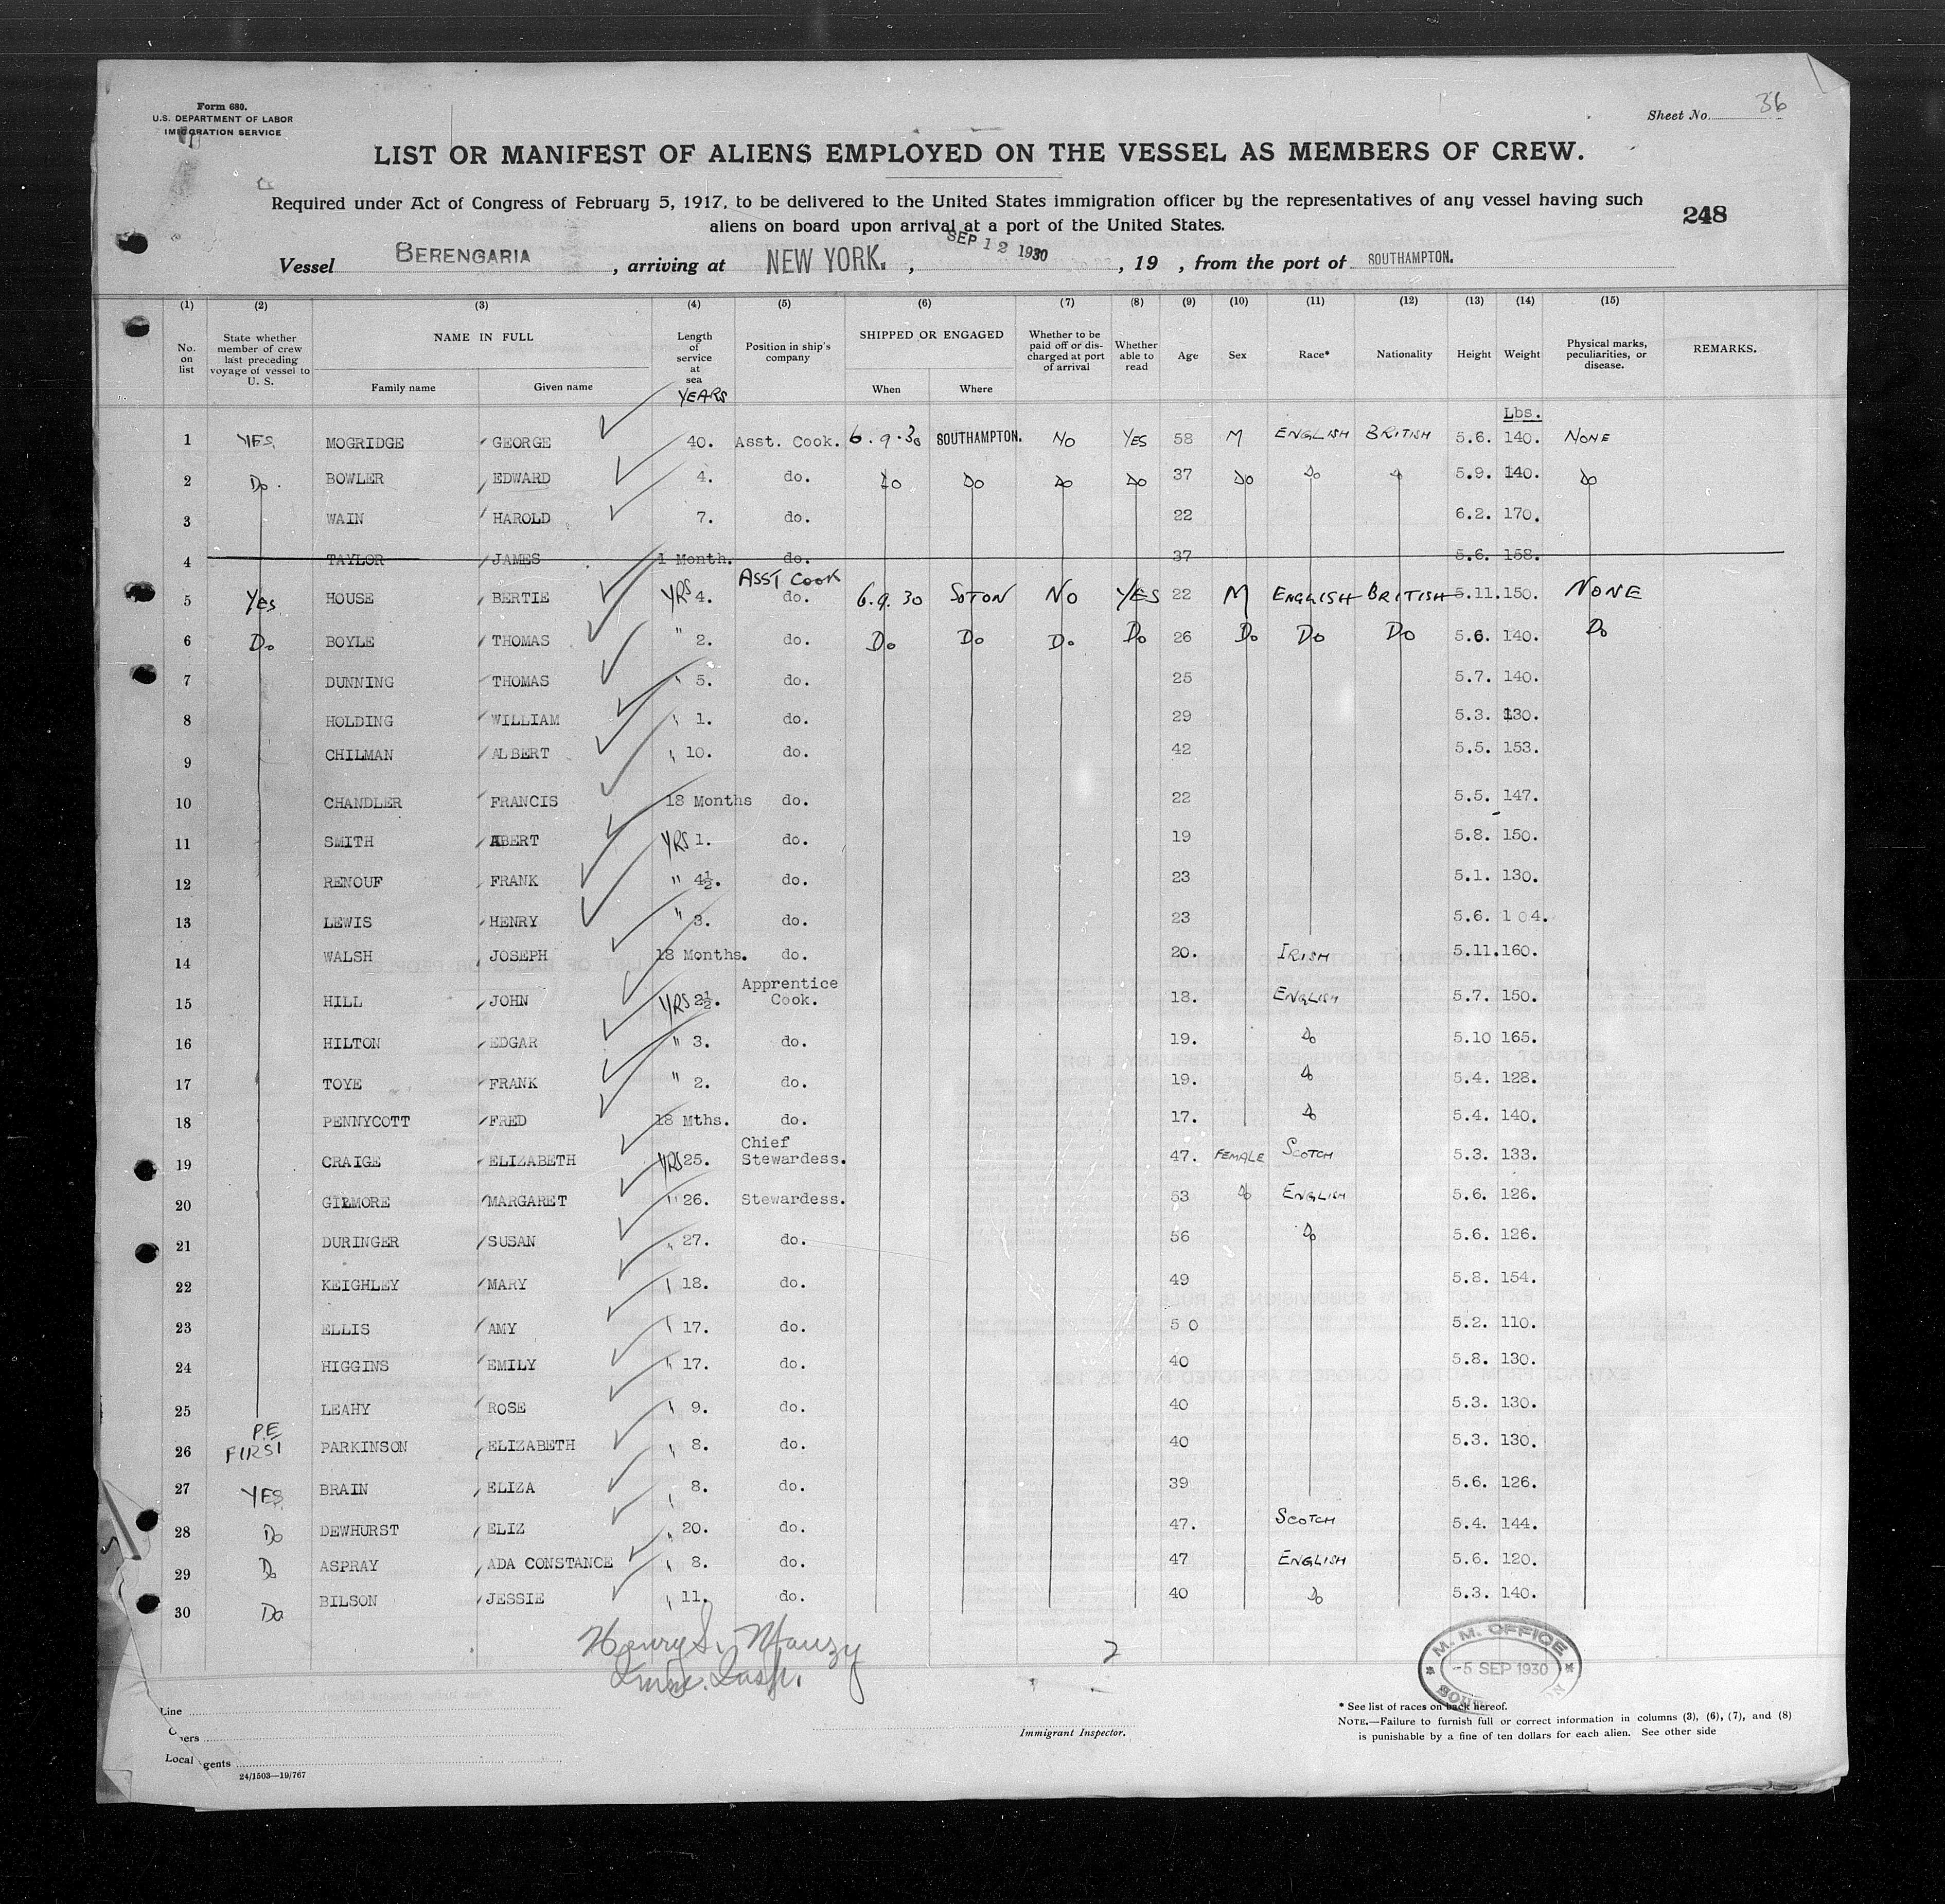 Form 680.
U.S. DEPARTMENT OF LABOR
IMMIGRATION SERVICE
Sheet No. 36
LIST OR MANIFEST OF ALIENS EMPLOYED ON THE VESSEL AS MEMBERS OF CREW.
Required under Act of Congress of February 5, 1917, to be delivered to the United States immigration officer by the representatives of any vessel having such
aliens on board upon arrival at a port of the United States.
248
Vessel BERENGARIA, arriving at NEW YORK., SEP 12 1930, 19 , from the port of SOUTHAMPTON.
(1) (2) (3) (4) (5) (6) (7) (8) (9) (10) (11) (12) (13) (14) (15)
No. on list State whether member of crew last preceding voyage of vessel to U. S. NAME IN FULL Family name Given name Length of service at sea YEARS Position in ship's company SHIPPED OR ENGAGED When Where Whether to be paid off or discharged at port of arrival Whether able to read Age Sex Race* Nationality Height Weight Physical marks, peculiarities, or disease. REMARKS.
Lbs.
1 YES. MOGRIDGE GEORGE 40. Asst. Cook. 6.9.30 SOUTHAMPTON. NO YES 58 M ENGLISH BRITISH 5.6. 140. NONE
2 Do. BOWLER EDWARD 4. do. Do Do Do Do 37 Do Do do 5.9. 140. Do
3 WAIN HAROLD 7. do. 22 6.2. 170.
4 TAYLOR JAMES 1 Month. do. 37 5.6. 158.
ASST COOK
5 YES HOUSE BERTIE YRS 4. do. 6.9.30 SOTON NO YES 22 M ENGLISH BRITISH 5.11. 150. NONE
6 Do BOYLE THOMAS " 2. do. Do Do Do Do 26 Do Do Do 5.6. 140. Do
7 DUNNING THOMAS " 5. do. 25 5.7. 140.
8 HOLDING WILLIAM " 1. do. 29 5.3. 130.
9 CHILMAN ALBERT " 10. do. 42 5.5. 153.
10 CHANDLER FRANCIS 18 Months do. 22 5.5. 147.
11 SMITH ABERT YRS 1. do. 19 5.8. 150.
12 RENOUF FRANK " 4½. do. 23 5.1. 130.
13 LEWIS HENRY " 3. do. 23 5.6. 1 04.
14 WALSH JOSEPH 18 Months. do. 20. IRISH 5.11. 160.
15 HILL JOHN YRS 2½. Apprentice Cook. 18. ENGLISH 5.7. 150.
16 HILTON EDGAR " 3. do. 19. Do 5.10 165.
17 TOYE FRANK " 2. do. 19. do 5.4. 128.
18 PENNYCOTT FRED 18 Mths. do. 17. do 5.4. 140.
19 CRAIGE ELIZABETH YRS 25. Chief Stewardess. 47. FEMALE SCOTCH 5.3. 133.
20 GILMORE MARGARET " 26. Stewardess. 53 do ENGLISH 5.6. 126.
21 DURINGER SUSAN " 27. do. 56 Do 5.6. 126.
22 KEIGHLEY MARY " 18. do. 49 5.8. 154.
23 ELLIS AMY " 17. do. 5 0 5.2. 110.
24 HIGGINS EMILY " 17. do. 40 5.8. 130.
25 LEAHY ROSE " 9. do. 40 5.3. 130.
P.E
26 FIRST PARKINSON ELIZABETH " 8. do. 40 5.3. 130.
27 YES BRAIN ELIZA " 8. do. 39 5.6. 126.
28 Do DEWHURST ELIZ " 20. do. 47. SCOTCH 5.4. 144.
29 Do ASPRAY ADA CONSTANCE " 8. do. 47 ENGLISH 5.6. 120.
30 Do BILSON JESSIE " 11. do. 40 Do 5.3. 140.
Henry S. Mauzy
Imm. Insp.
2
M. M. OFFICE
-5 SEP 1930
Line
Local gents
24/1503—19/767
Immigrant Inspector.
* See list of races on back hereof.
NOTE.—Failure to furnish full or correct information in columns (3), (6), (7), and (8)
is punishable by a fine of ten dollars for each alien. See other side